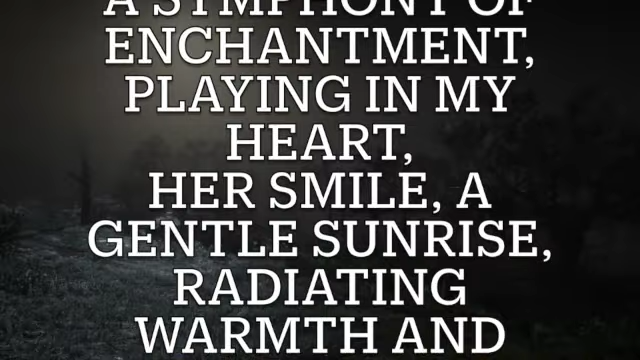 A SYMPHONY OF
ENCHANTMENT,
PLAYING IN MY
HEART,
HER SMILE, A
GENTLE SUNRISE,
RADIATING
WARMTH AND